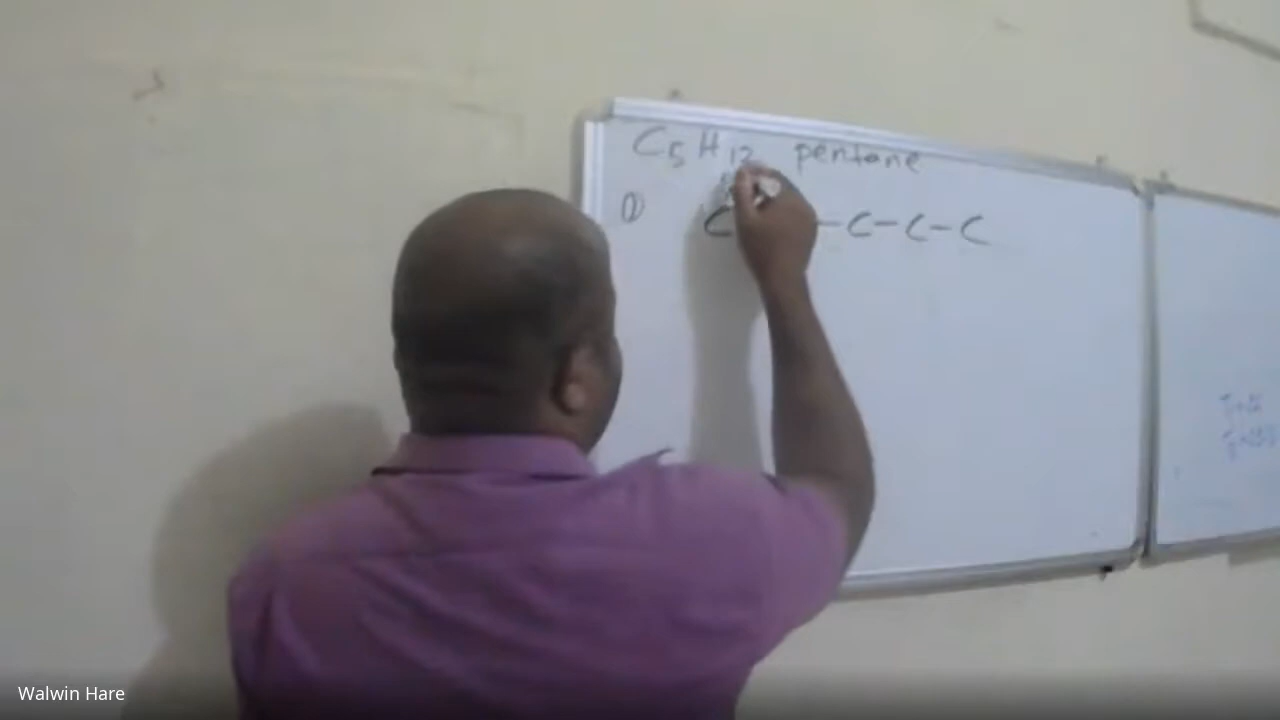 C5H12 pentane
① C - C - C - C
Walwin Hare